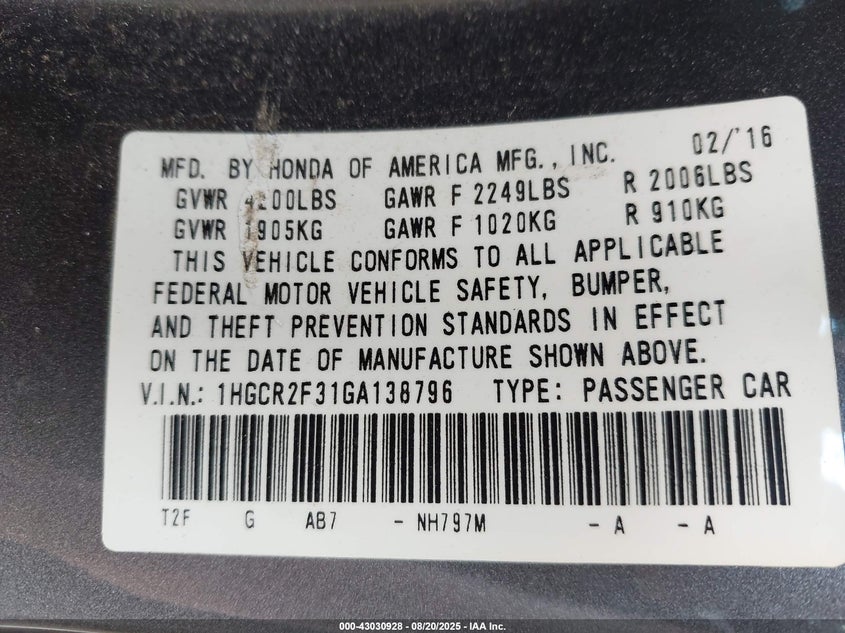 MFD. BY HONDA OF AMERICA MFG., INC. 02/'16
GVWR 4200LBS GAWR F 2249LBS R 2006LBS
GVWR 1905KG GAWR F 1020KG R 910KG
THIS VEHICLE CONFORMS TO ALL APPLICABLE
FEDERAL MOTOR VEHICLE SAFETY, BUMPER,
AND THEFT PREVENTION STANDARDS IN EFFECT
ON THE DATE OF MANUFACTURE SHOWN ABOVE.
V.I.N.: 1HGCR2F31GA138796 TYPE: PASSENGER CAR
T2F G AB7 - NH797M - A - A
000-43030928 - 08/20/2025 - IAA Inc.